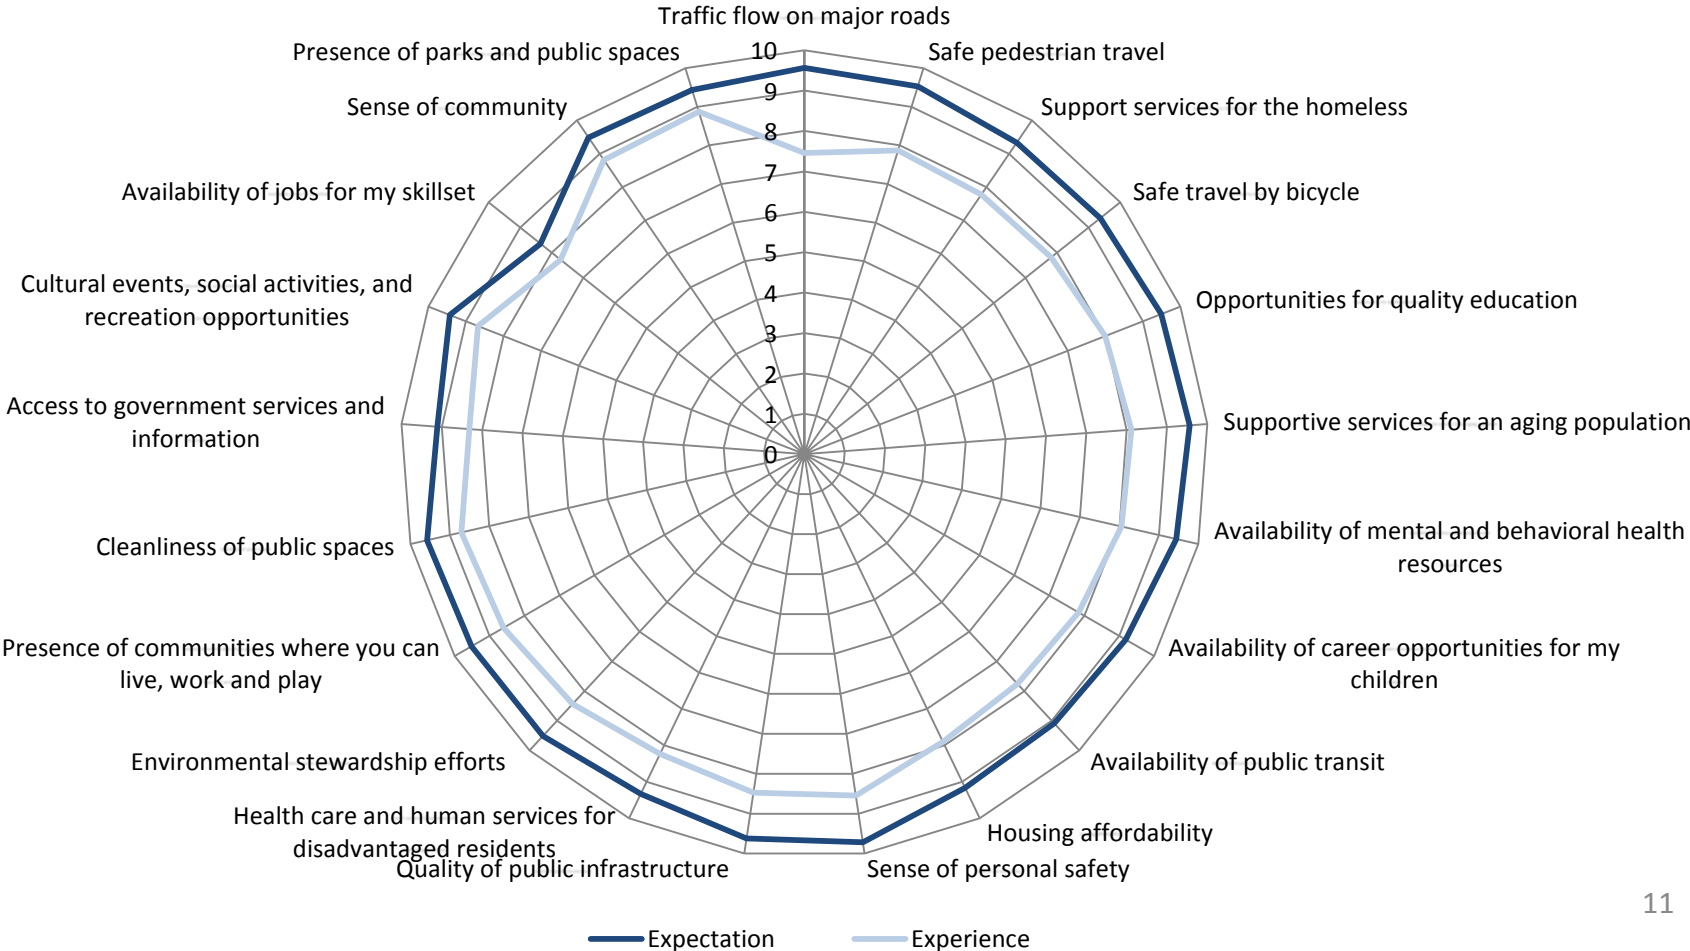 Traffic flow on major roads
Presence of parks and public spaces
10
Safe pedestrian travel
9
Sense of community
Support services for the homeless
8
7
Availability of jobs for my skillset
Safe travel by bicycle
6
5
Cultural events, social activities, and
recreation opportunities
4
Opportunities for quality education
3
2
Access to government services and
information
1
Supportive services for an aging population
0
Cleanliness of public spaces
Availability of mental and behavioral health
resources
Presence of communities where you can
live, work and play
Availability of career opportunities for my
children
Environmental stewardship efforts
Availability of public transit
Health care and human services for
disadvantaged residents
Housing affordability
Quality of public infrastructure
Sense of personal safety
11
Expectation
Experience